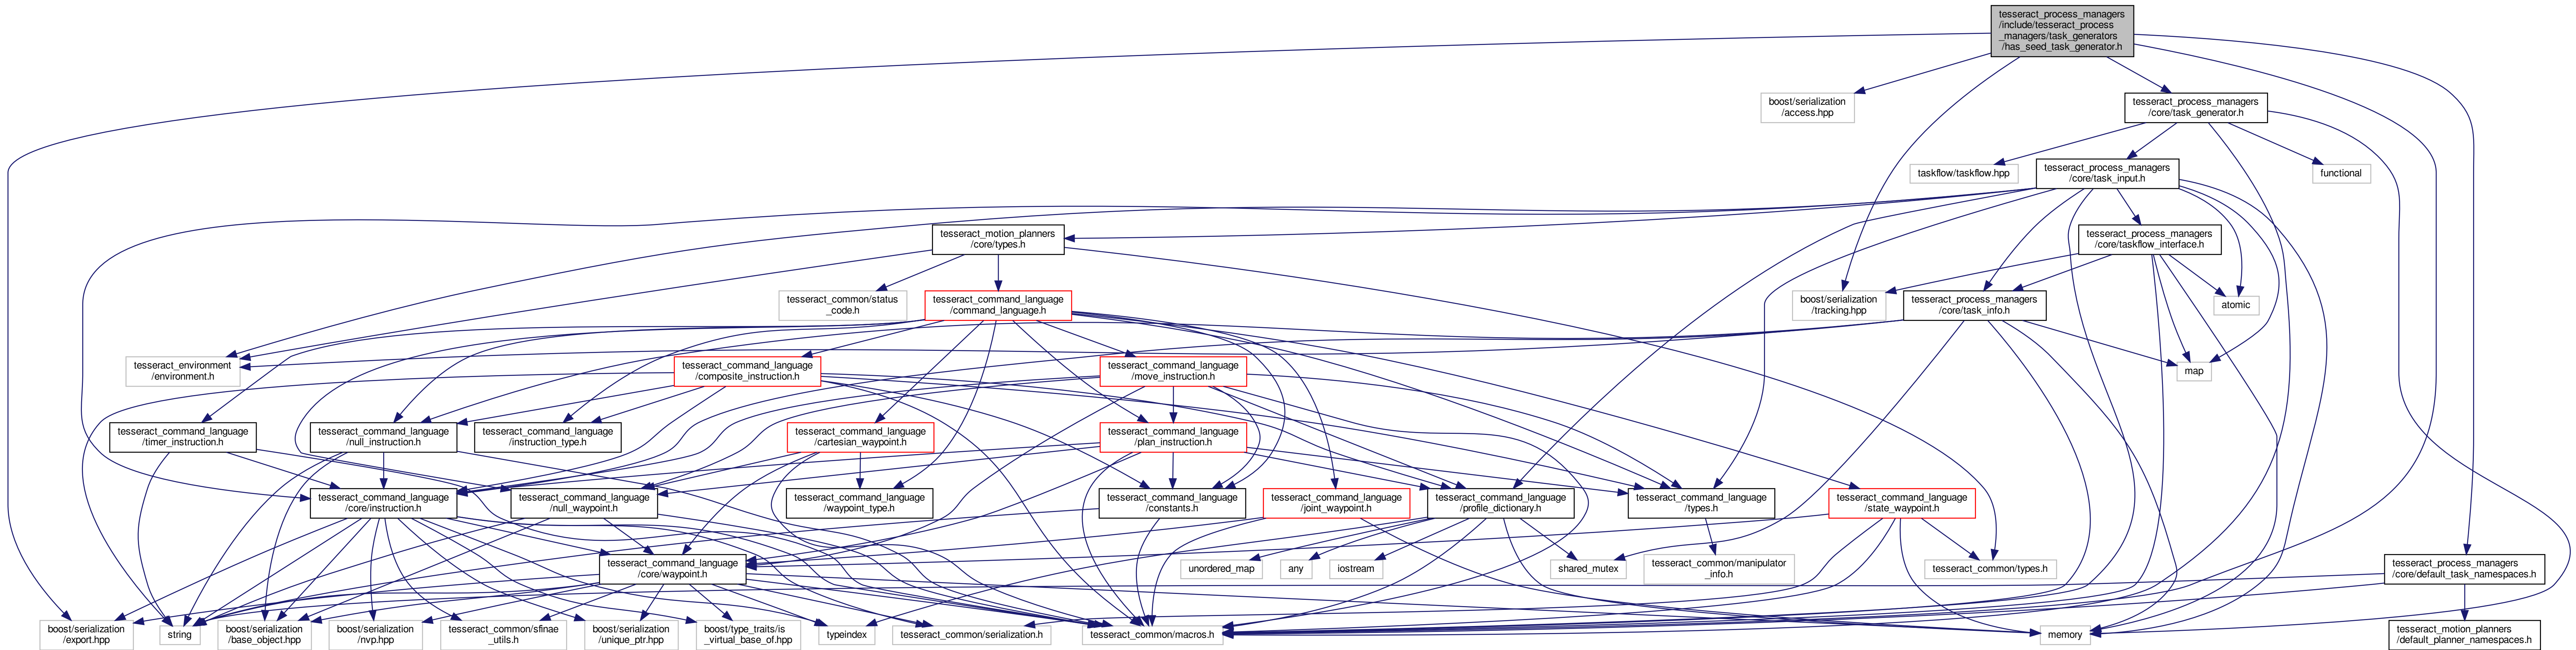 tesseract_process_managers
/include/tesseract_process
_managers/task_generators
/has_seed_task_generator.h
boost/serialization
/access.hpp
tesseract_process_managers
/core/task_generator.h
taskflow/taskflow.hpp
tesseract_process_managers
/core/task_input.h
functional
tesseract_motion_planners
/core/types.h
tesseract_process_managers
/core/taskflow_interface.h
tesseract_common/status
_code.h
tesseract_command_language
/command_language.h
boost/serialization
/tracking.hpp
tesseract_process_managers
/core/task_info.h
atomic
tesseract_environment
/environment.h
tesseract_command_language
/composite_instruction.h
tesseract_command_language
/move_instruction.h
map
tesseract_command_language
/timer_instruction.h
tesseract_command_language
/null_instruction.h
tesseract_command_language
/instruction_type.h
tesseract_command_language
/cartesian_waypoint.h
tesseract_command_language
/plan_instruction.h
tesseract_command_language
/core/instruction.h
tesseract_command_language
/null_waypoint.h
tesseract_command_language
/waypoint_type.h
tesseract_command_language
/constants.h
tesseract_command_language
/joint_waypoint.h
tesseract_command_language
/profile_dictionary.h
tesseract_command_language
/types.h
tesseract_command_language
/state_waypoint.h
tesseract_command_language
/core/waypoint.h
unordered_map
any
iostream
shared_mutex
tesseract_common/manipulator
_info.h
tesseract_common/types.h
tesseract_process_managers
/core/default_task_namespaces.h
boost/serialization
/export.hpp
string
boost/serialization
/base_object.hpp
boost/serialization
/nvp.hpp
tesseract_common/sfinae
_utils.h
boost/serialization
/unique_ptr.hpp
boost/type_traits/is
_virtual_base_of.hpp
typeindex
tesseract_common/serialization.h
tesseract_common/macros.h
memory
tesseract_motion_planners
/default_planner_namespaces.h